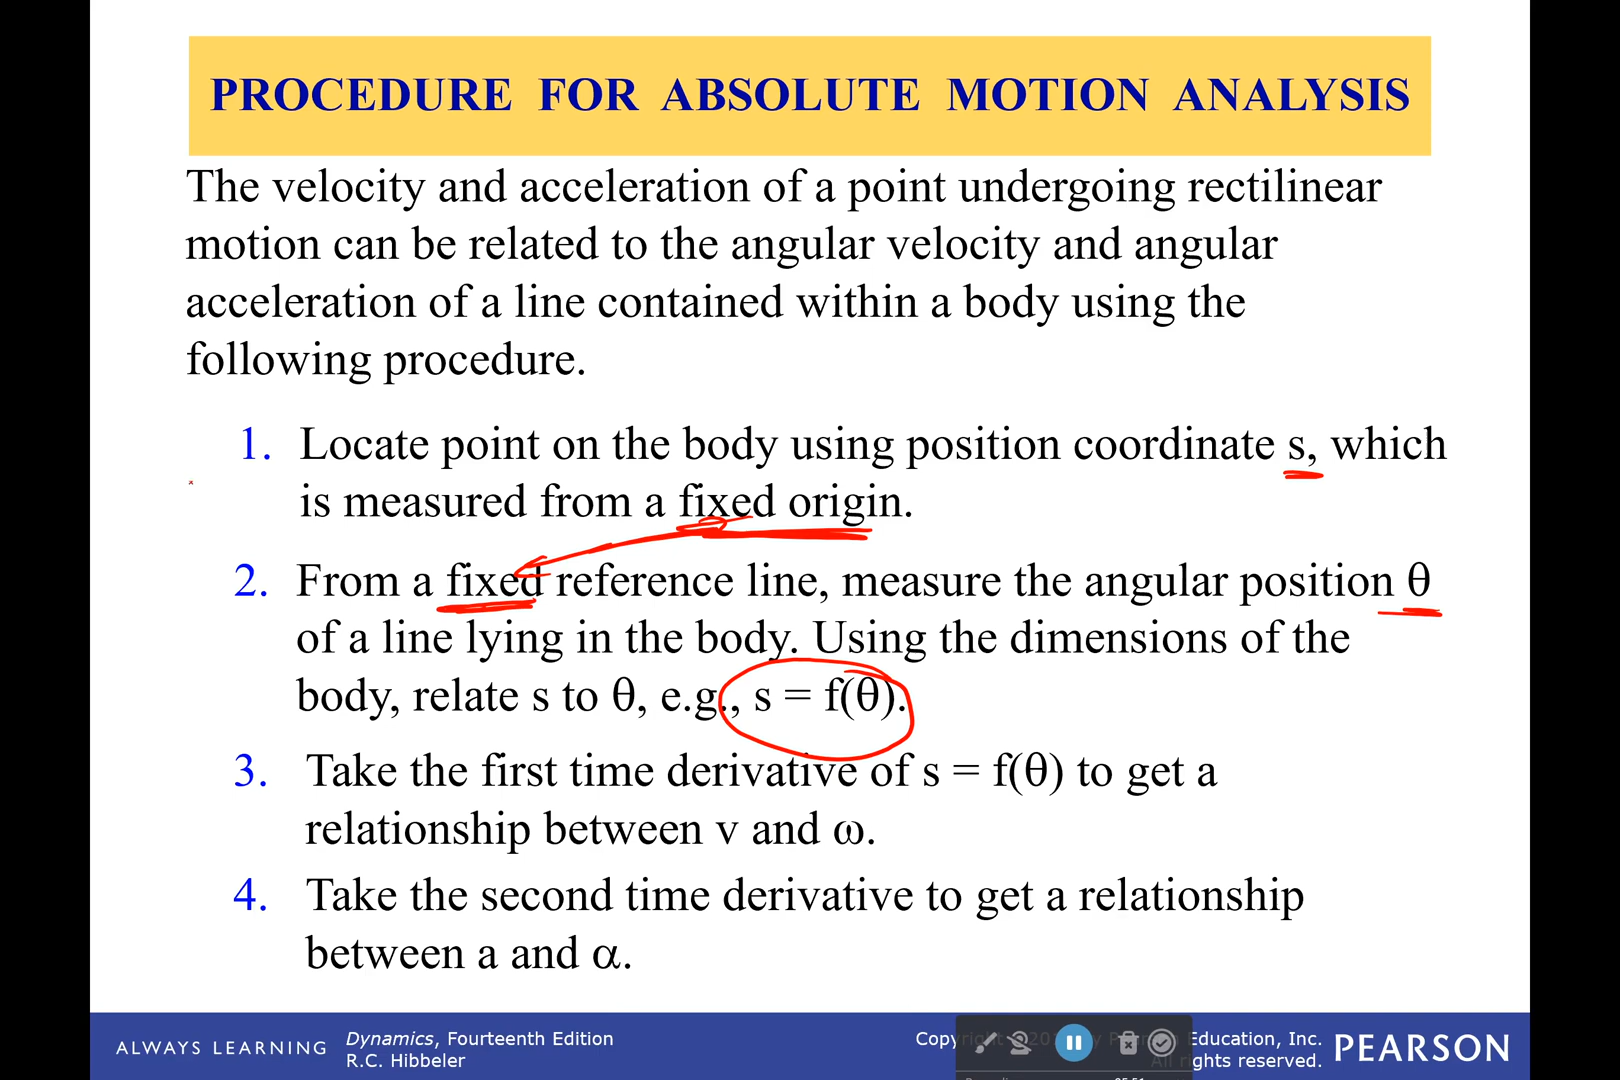 PROCEDURE FOR ABSOLUTE MOTION ANALYSIS
The velocity and acceleration of a point undergoing rectilinear
motion can be related to the angular velocity and angular
acceleration of a line contained within a body using the
following procedure.
1. Locate point on the body using position coordinate s, which
is measured from a fixed origin.
2. From a fixed reference line, measure the angular position θ
of a line lying in the body. Using the dimensions of the
body, relate s to θ, e.g., s = f(θ).
3. Take the first time derivative of s = f(θ) to get a
relationship between v and ω.
4. Take the second time derivative to get a relationship
between a and α.
ALWAYS LEARNING
Dynamics, Fourteenth Edition
R.C. Hibbeler
Education, Inc.
rights reserved.
PEARSON